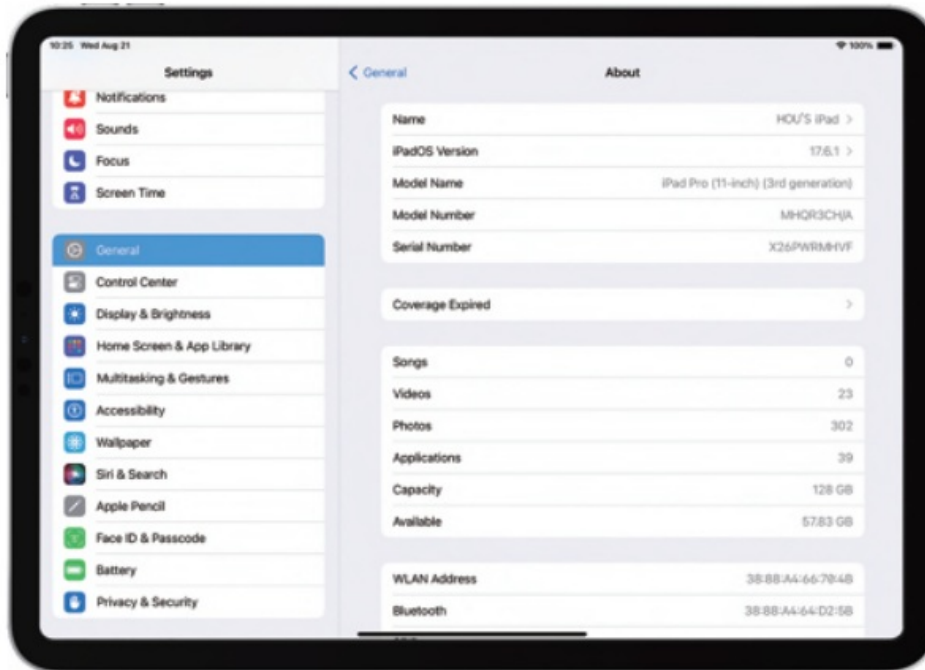 10:25 Wed Aug 21
100%
Settings
Notifications
Sounds
Focus
Screen Time
General
Control Center
Display & Brightness
Home Screen & App Library
Multitasking & Gestures
Accessibility
Wallpaper
Siri & Search
Apple Pencil
Face ID & Passcode
Battery
Privacy & Security
General
About
Name HOU'S iPad
iPadOS Version 17.6.1
Model Name iPad Pro (11-inch) (3rd generation)
Model Number MHQR3CH/A
Serial Number X26PWRMHVF
Coverage Expired
Songs 0
Videos 23
Photos 302
Applications 39
Capacity 128 GB
Available 57.83 GB
WLAN Address 38:88:A4:66:70:4B
Bluetooth 38:88:A4:64:D2:5B